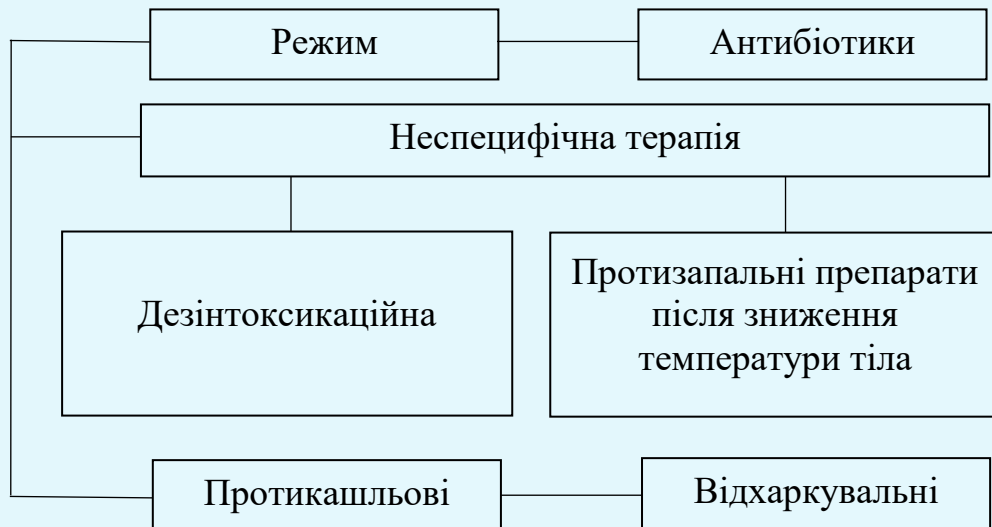 Режим
Антибіотики
Неспецифічна терапія
Дезінтоксикаційна
Протизапальні препарати
після зниження
температури тіла
Протикашльові
Відхаркувальні